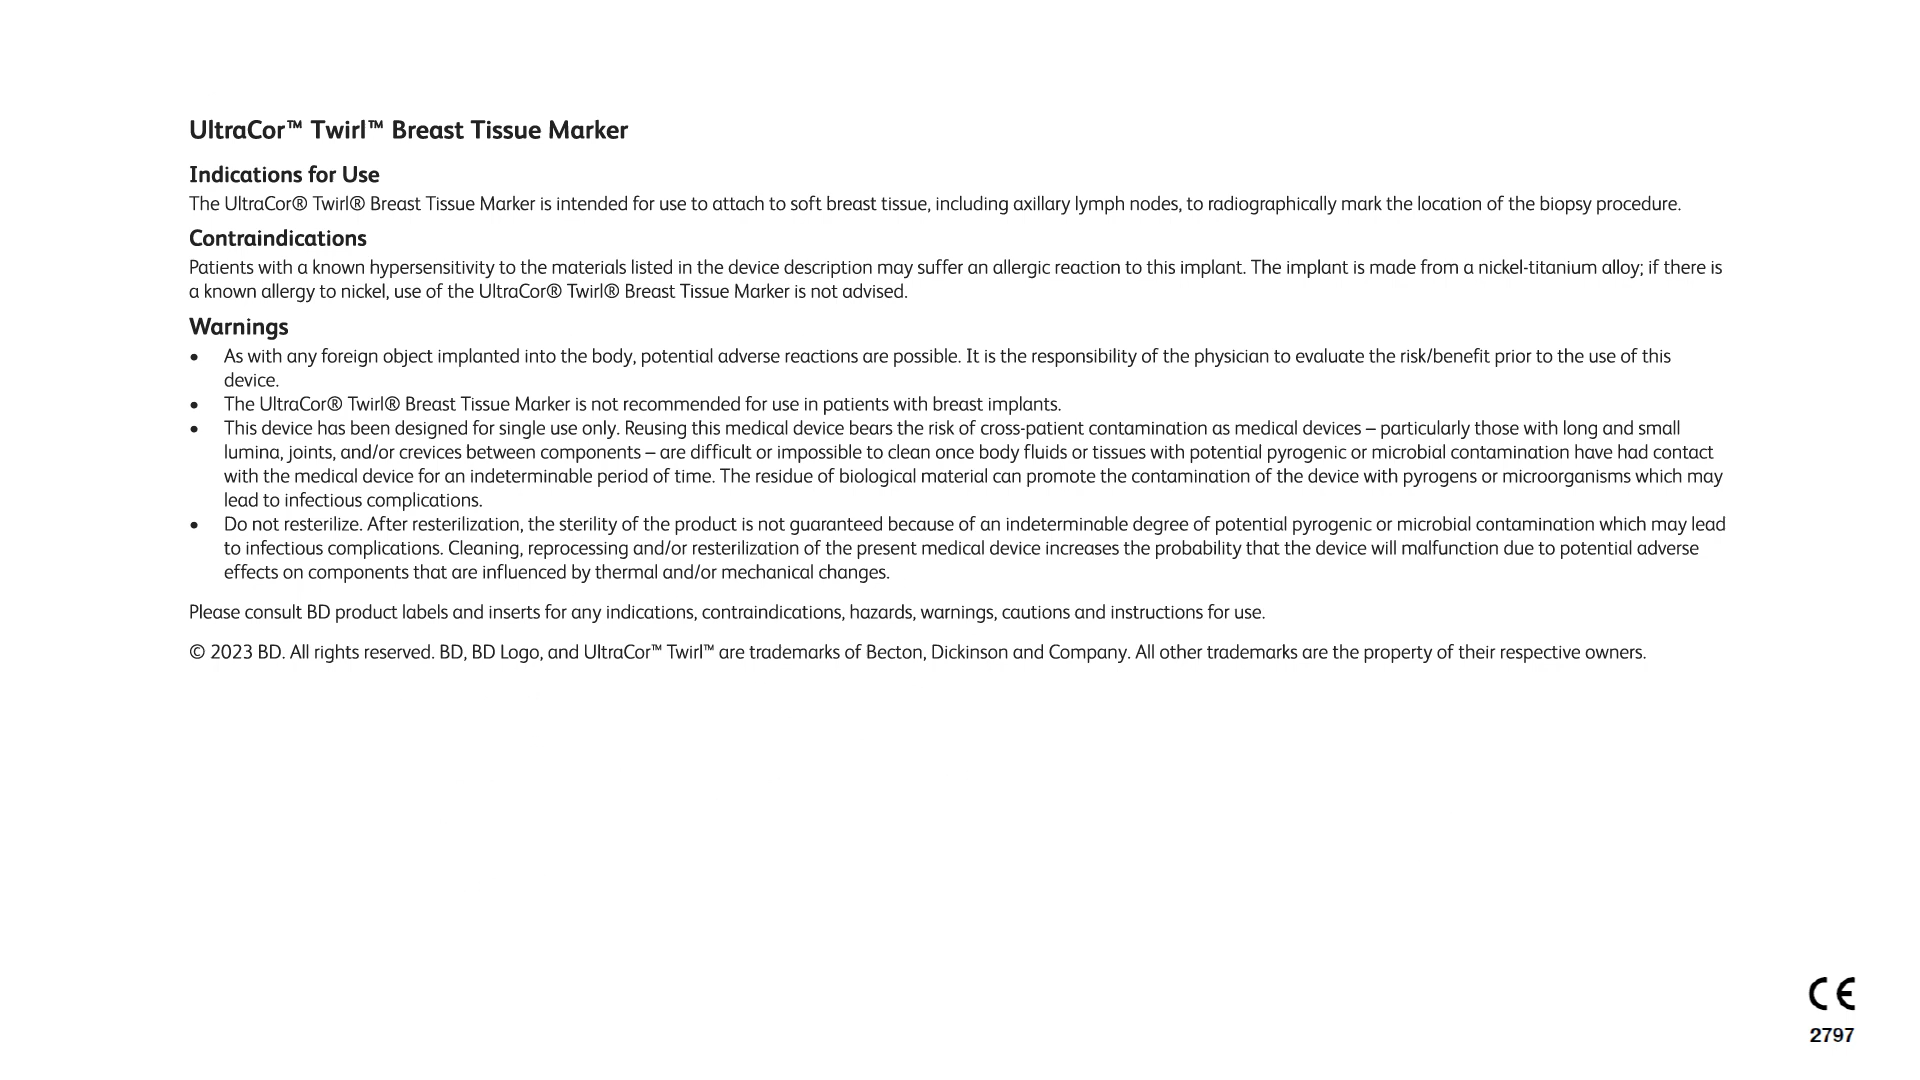 UltraCor™ Twirl™ Breast Tissue Marker
Indications for Use
The UltraCor® Twirl® Breast Tissue Marker is intended for use to attach to soft breast tissue, including axillary lymph nodes, to radiographically mark the location of the biopsy procedure.
Contraindications
Patients with a known hypersensitivity to the materials listed in the device description may suffer an allergic reaction to this implant. The implant is made from a nickel-titanium alloy; if there is
a known allergy to nickel, use of the UltraCor® Twirl® Breast Tissue Marker is not advised.
Warnings
• As with any foreign object implanted into the body, potential adverse reactions are possible. It is the responsibility of the physician to evaluate the risk/benefit prior to the use of this
device.
• The UltraCor® Twirl® Breast Tissue Marker is not recommended for use in patients with breast implants.
• This device has been designed for single use only. Reusing this medical device bears the risk of cross-patient contamination as medical devices – particularly those with long and small
lumina, joints, and/or crevices between components – are difficult or impossible to clean once body fluids or tissues with potential pyrogenic or microbial contamination have had contact
with the medical device for an indeterminable period of time. The residue of biological material can promote the contamination of the device with pyrogens or microorganisms which may
lead to infectious complications.
• Do not resterilize. After resterilization, the sterility of the product is not guaranteed because of an indeterminable degree of potential pyrogenic or microbial contamination which may lead
to infectious complications. Cleaning, reprocessing and/or resterilization of the present medical device increases the probability that the device will malfunction due to potential adverse
effects on components that are influenced by thermal and/or mechanical changes.
Please consult BD product labels and inserts for any indications, contraindications, hazards, warnings, cautions and instructions for use.
© 2023 BD. All rights reserved. BD, BD Logo, and UltraCor™ Twirl™ are trademarks of Becton, Dickinson and Company. All other trademarks are the property of their respective owners.
CE
2797